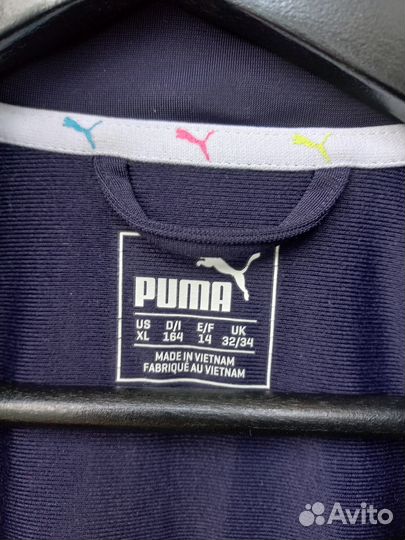 PUMA
US D/I E/F UK
XL 164 14 32/34
MADE IN VIETNAM
FABRIQUÉ AU VIETNAM
Avito